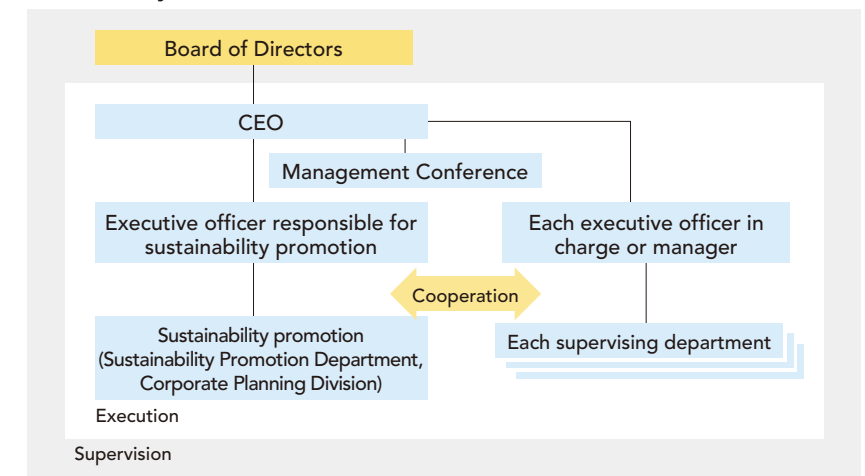 Board of Directors
CEO
Management Conference
Executive officer responsible for
sustainability promotion
Each executive officer in
charge or manager
Cooperation
Sustainability promotion
(Sustainability Promotion Department,
Corporate Planning Division)
Each supervising department
Execution
Supervision